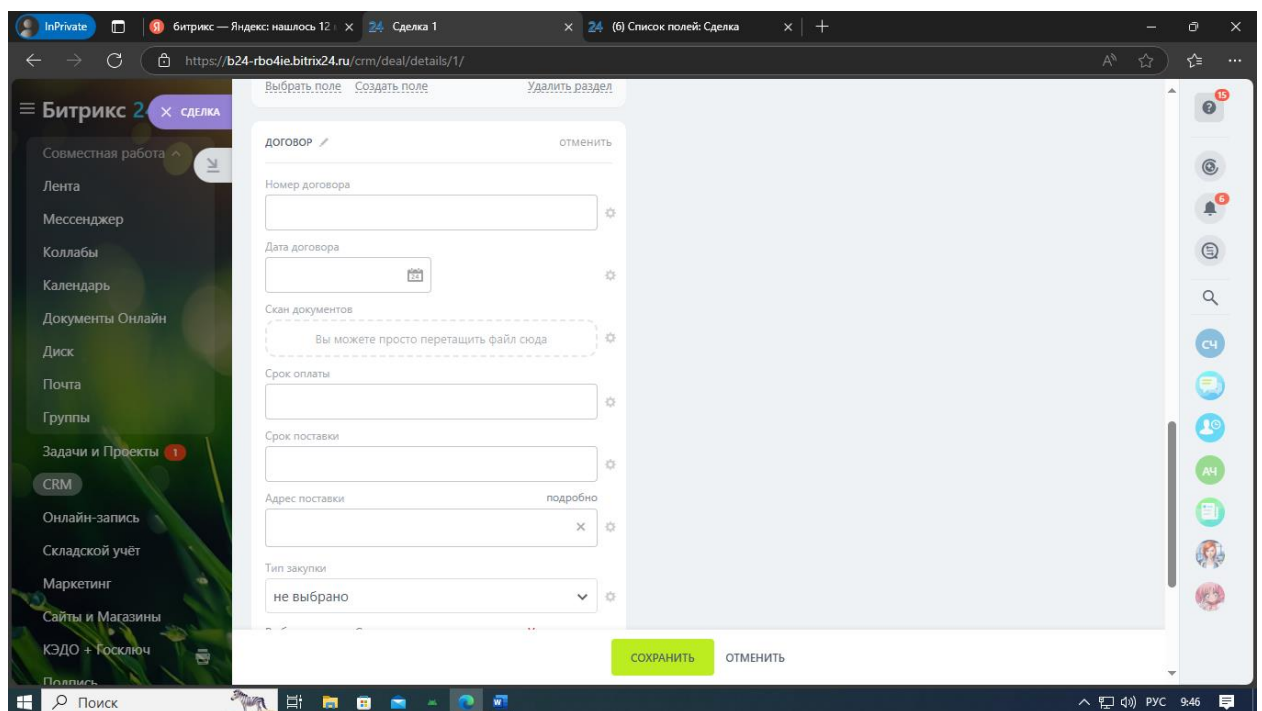 InPrivate
битрикс — Яндекс: нашлось 12
24 Сделка 1
24 (6) Список полей: Сделка
https://b24-rbo4ie.bitrix24.ru/crm/deal/details/1/
Битрикс 2
СДЕЛКА
Совместная работа
Лента
Мессенджер
Коллабы
Календарь
Документы Онлайн
Диск
Почта
Группы
Задачи и Проекты 1
CRM
Онлайн-запись
Складской учёт
Маркетинг
Сайты и Магазины
КЭДО + Госключ
Подпись
Выбрать поле Создать поле Удалить раздел
ДОГОВОР ОТМЕНИТЬ
Номер договора
Дата договора
24
Скан документов
Вы можете просто перетащить файл сюда
Срок оплаты
Срок поставки
Адрес поставки подробно
Тип закупки
не выбрано
СОХРАНИТЬ ОТМЕНИТЬ
15
6
СЧ
АЧ
Поиск
РУС 9:46